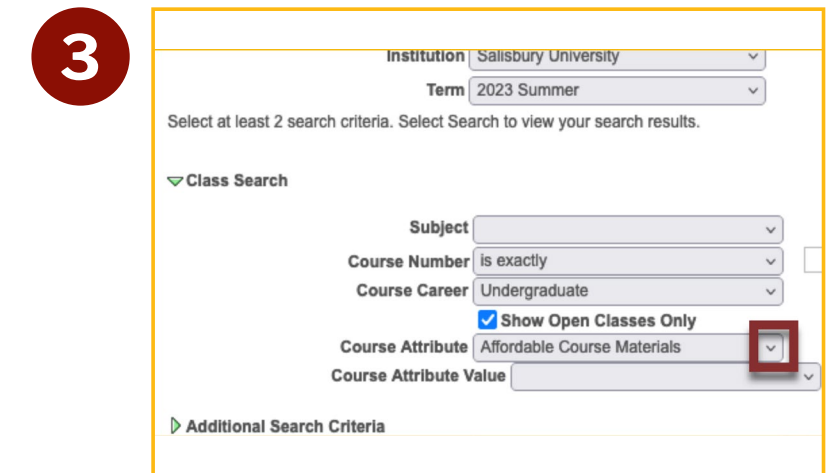 3
Institution Salisbury University
Term 2023 Summer
Select at least 2 search criteria. Select Search to view your search results.
Class Search
Subject
Course Number is exactly
Course Career Undergraduate
Show Open Classes Only
Course Attribute Affordable Course Materials
Course Attribute Value
Additional Search Criteria